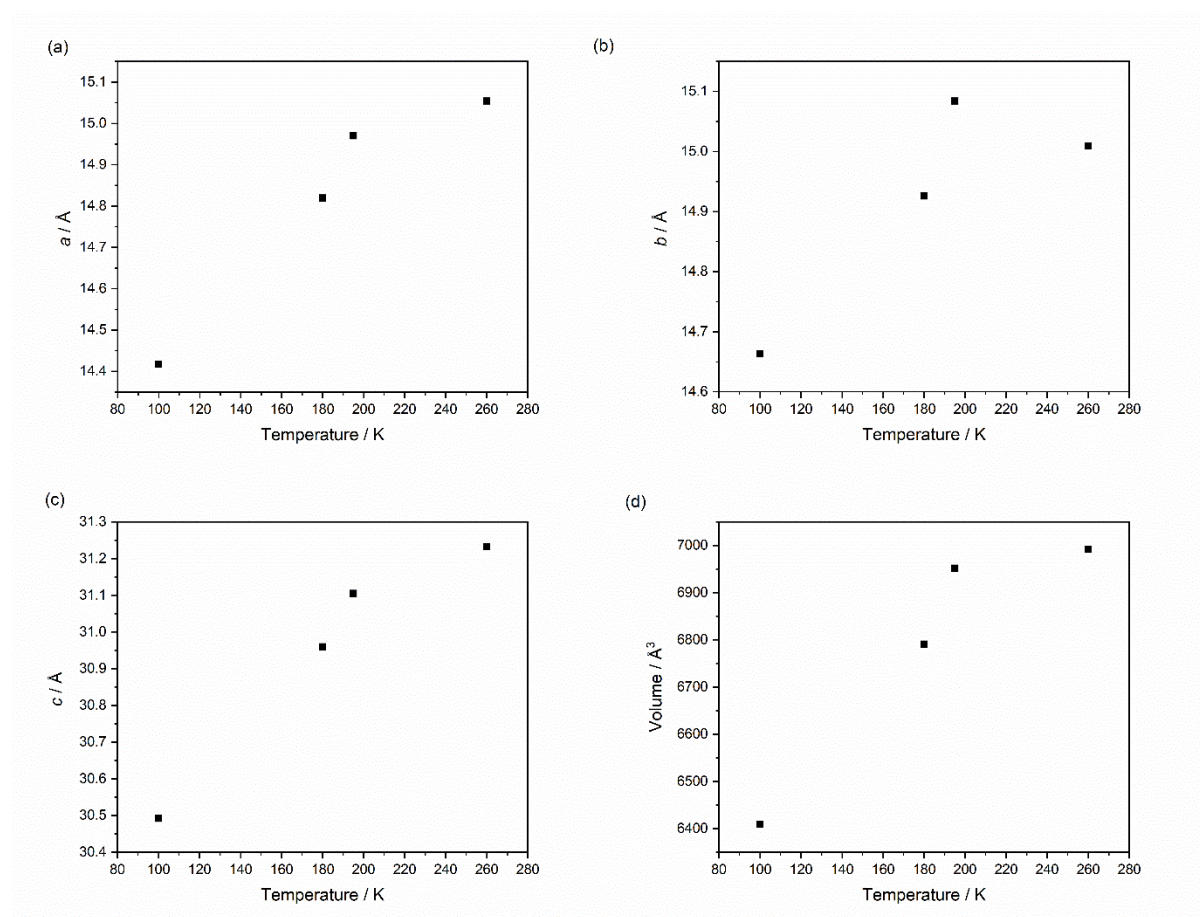 (a)
15.1
15.0
14.9
14.8
14.7
14.6
14.5
14.4
a / Å
80 100 120 140 160 180 200 220 240 260 280
Temperature / K
(b)
15.1
15.0
14.9
14.8
14.7
14.6
b / Å
80 100 120 140 160 180 200 220 240 260 280
Temperature / K
(c)
31.3
31.2
31.1
31.0
30.9
30.8
30.7
30.6
30.5
30.4
c / Å
80 100 120 140 160 180 200 220 240 260 280
Temperature / K
(d)
7000
6900
6800
6700
6600
6500
6400
Volume / Å³
80 100 120 140 160 180 200 220 240 260 280
Temperature / K